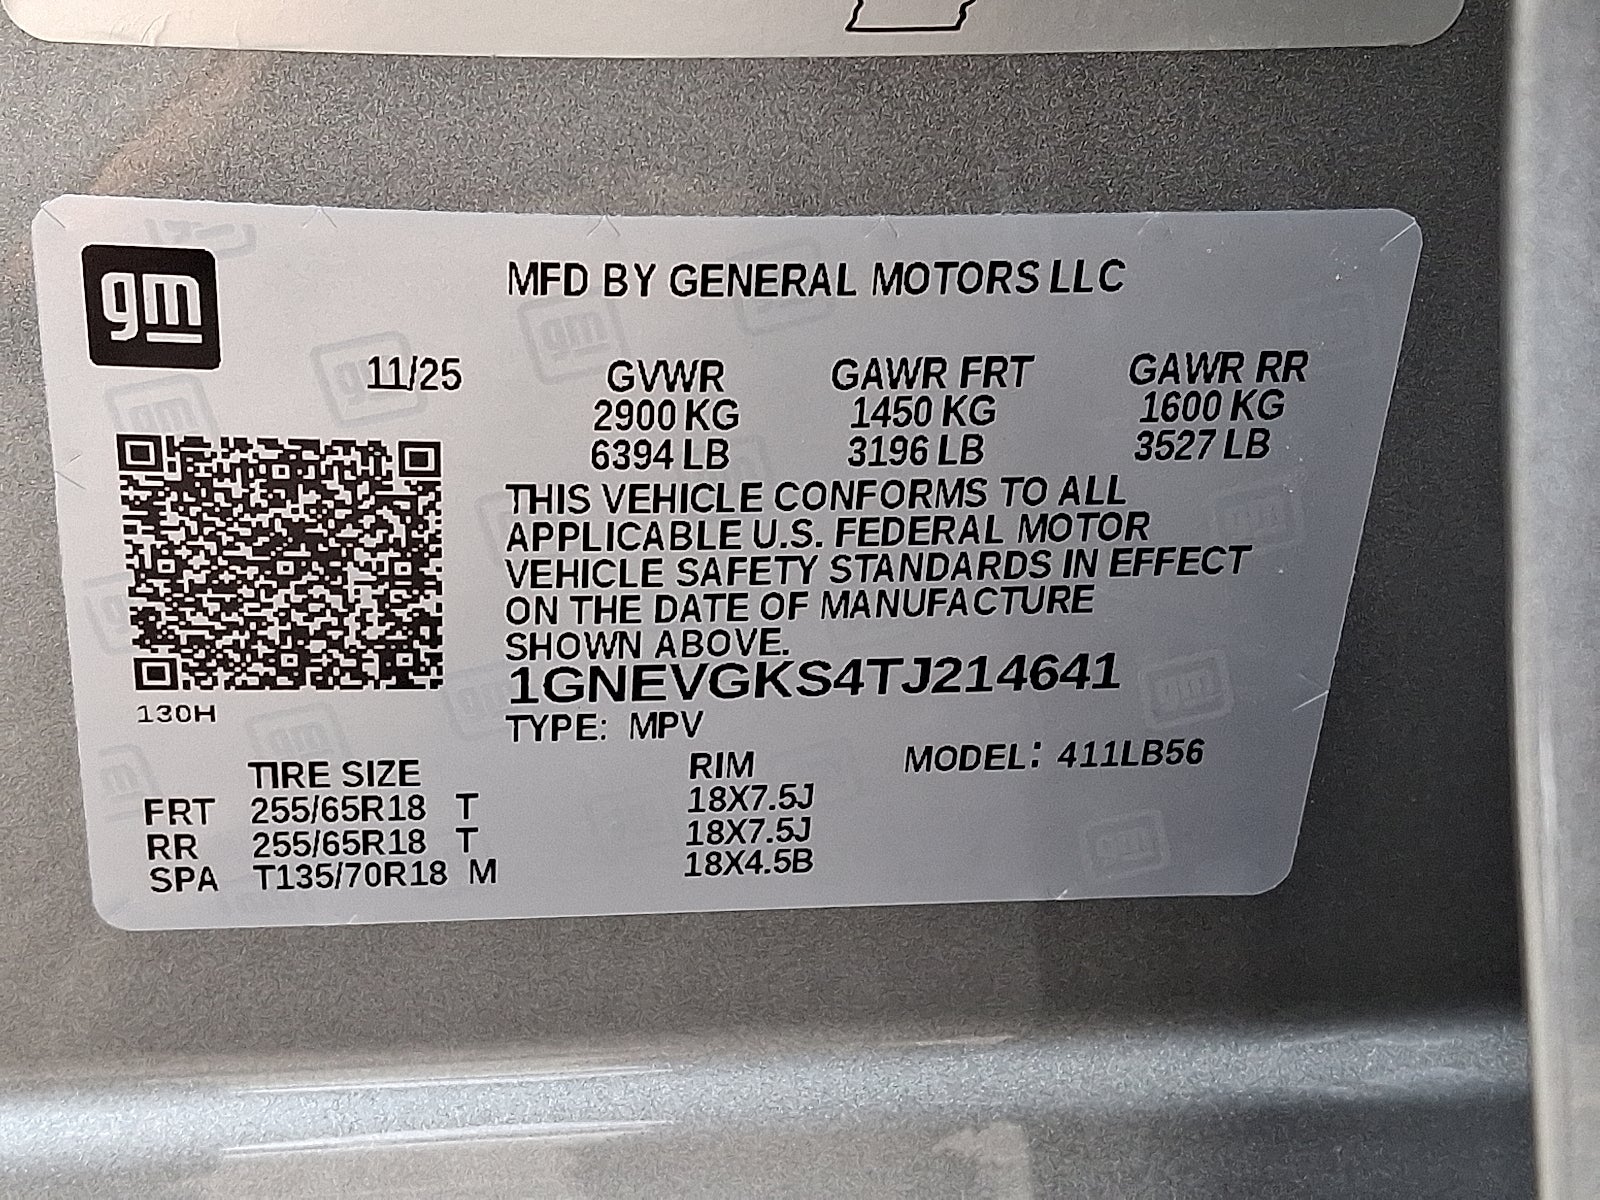 gm
MFD BY GENERAL MOTORS LLC
11/25 GVWR GAWR FRT GAWR RR
2900 KG 1450 KG 1600 KG
6394 LB 3196 LB 3527 LB
THIS VEHICLE CONFORMS TO ALL
APPLICABLE U.S. FEDERAL MOTOR
VEHICLE SAFETY STANDARDS IN EFFECT
ON THE DATE OF MANUFACTURE
SHOWN ABOVE.
1GNEVGKS4TJ214641
130H
TYPE: MPV
MODEL: 411LB56
TIRE SIZE RIM
FRT 255/65R18 T 18X7.5J
RR 255/65R18 T 18X7.5J
SPA T135/70R18 M 18X4.5B